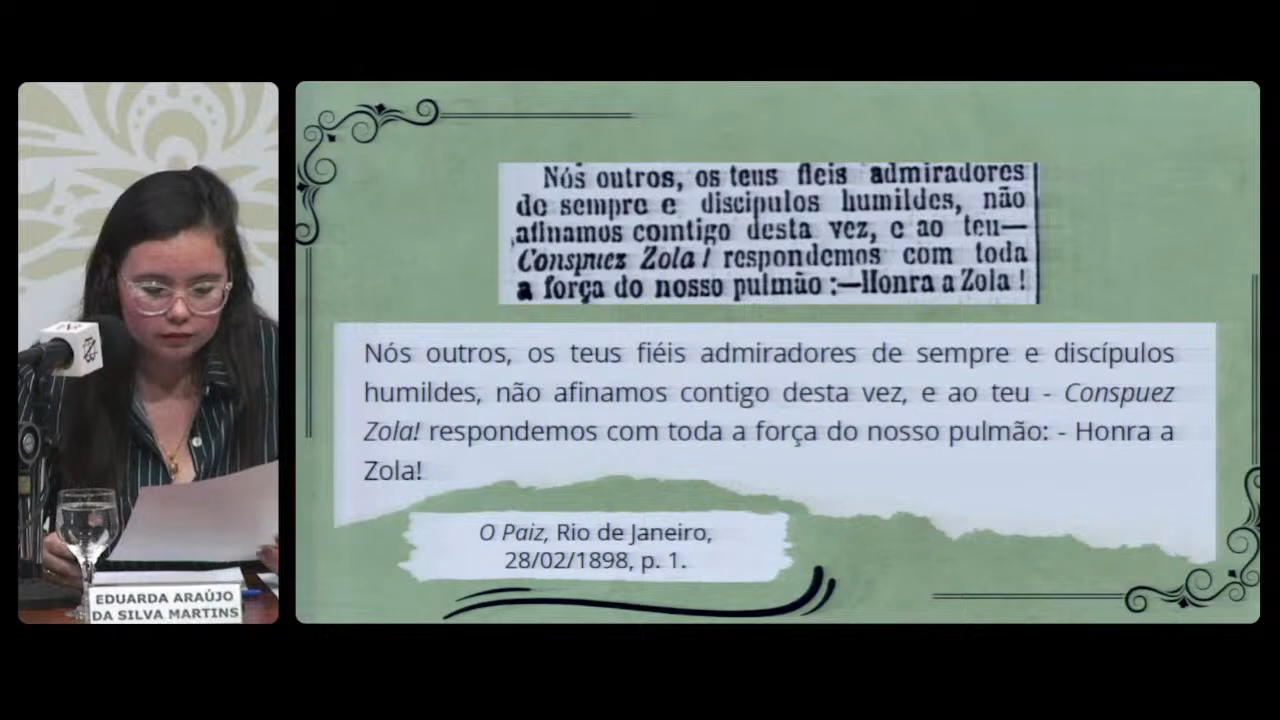 Nós outros, os teus fieis admiradores
de sempre e discipulos humildes, não
afinamos comtigo desta vez, e ao teu—
Conspuez Zola! respondemos com toda
a força do nosso pulmão :—Honra a Zola !
Nós outros, os teus fiéis admiradores de sempre e discípulos
humildes, não afinamos contigo desta vez, e ao teu - Conspuez
Zola! respondemos com toda a força do nosso pulmão: - Honra a
Zola!
O Paiz, Rio de Janeiro,
28/02/1898, p. 1.
EDUARDA ARAÚJO
DA SILVA MARTINS